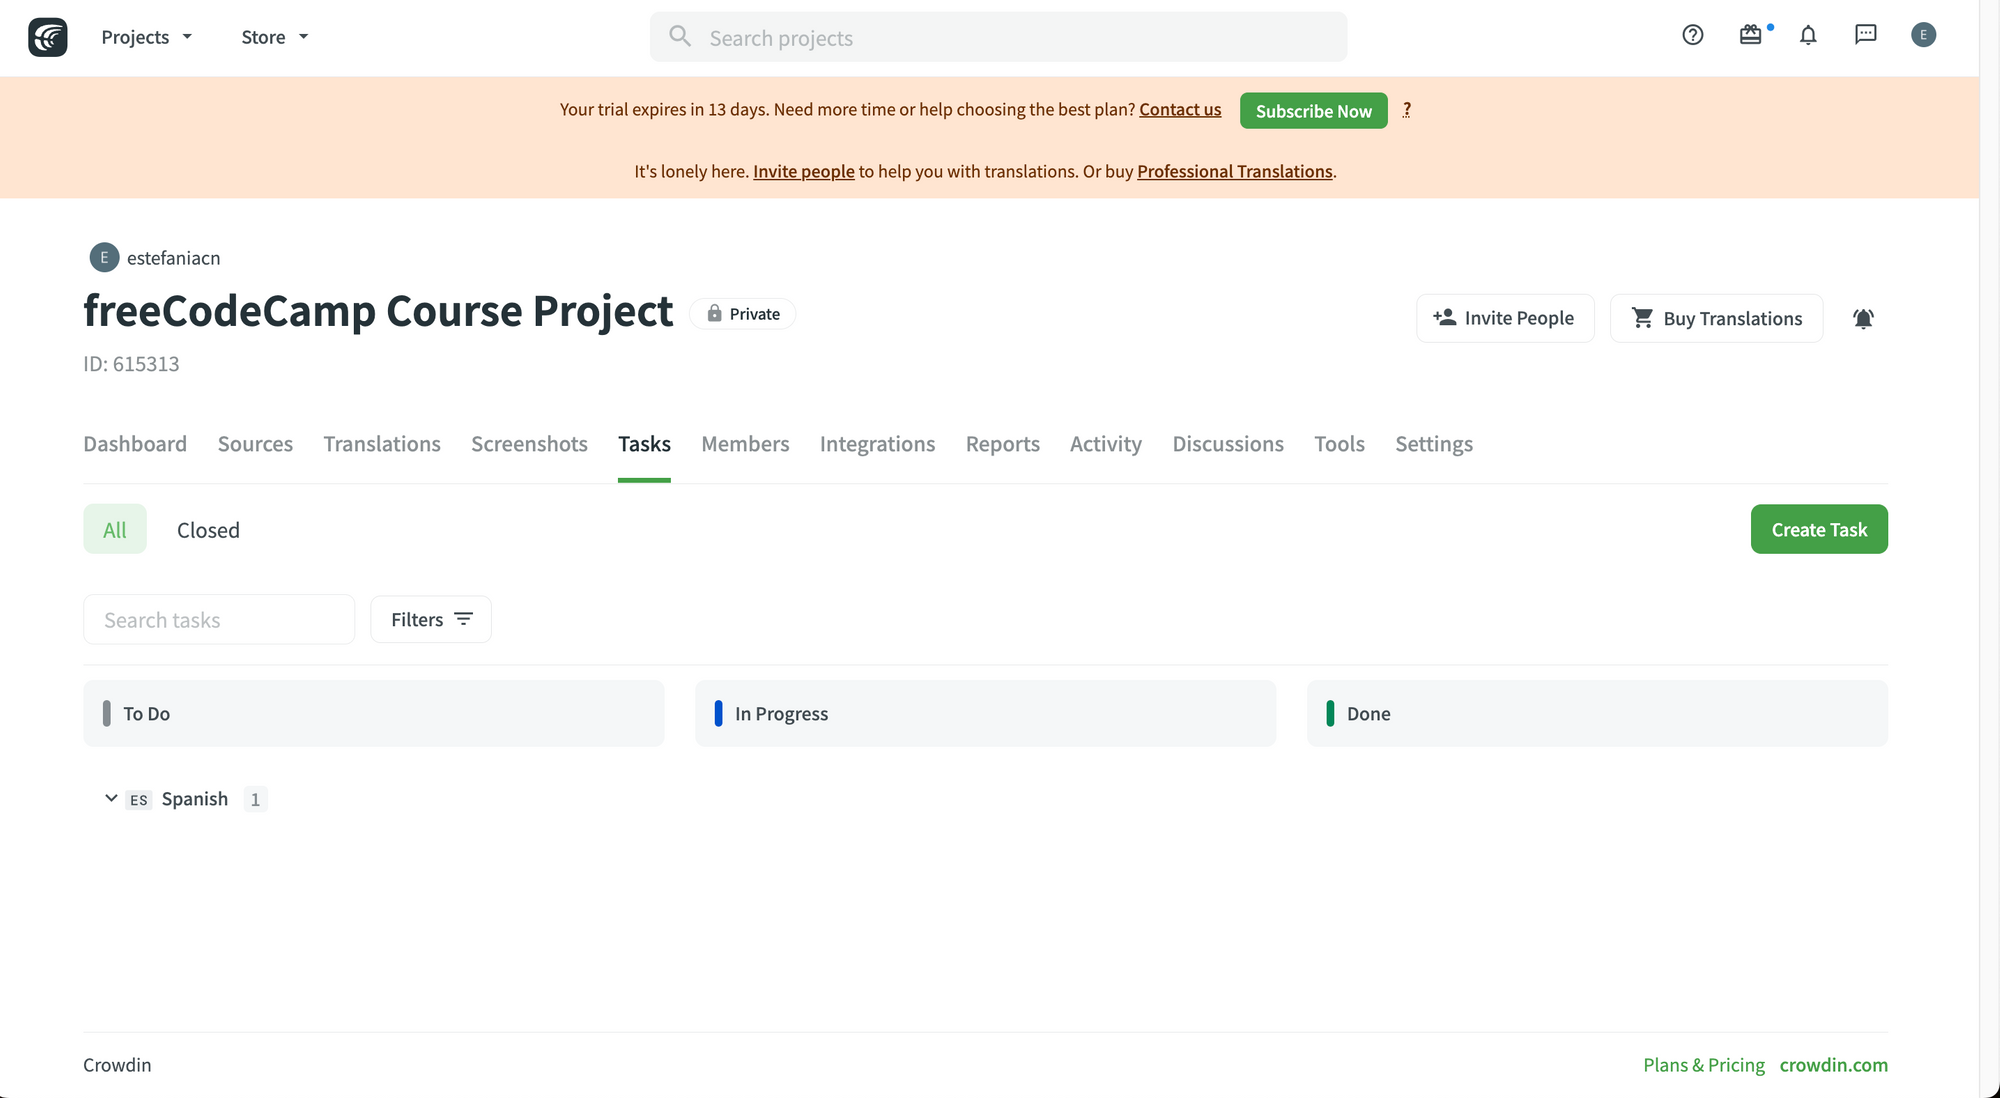 Projects Store Search projects E
Your trial expires in 13 days. Need more time or help choosing the best plan? Contact us Subscribe Now ?
It's lonely here. Invite people to help you with translations. Or buy Professional Translations.
E estefaniacn
freeCodeCamp Course Project Private Invite People Buy Translations
ID: 615313
Dashboard Sources Translations Screenshots Tasks Members Integrations Reports Activity Discussions Tools Settings
All Closed Create Task
Search tasks Filters
To Do In Progress Done
ES Spanish 1
Crowdin Plans & Pricing crowdin.com